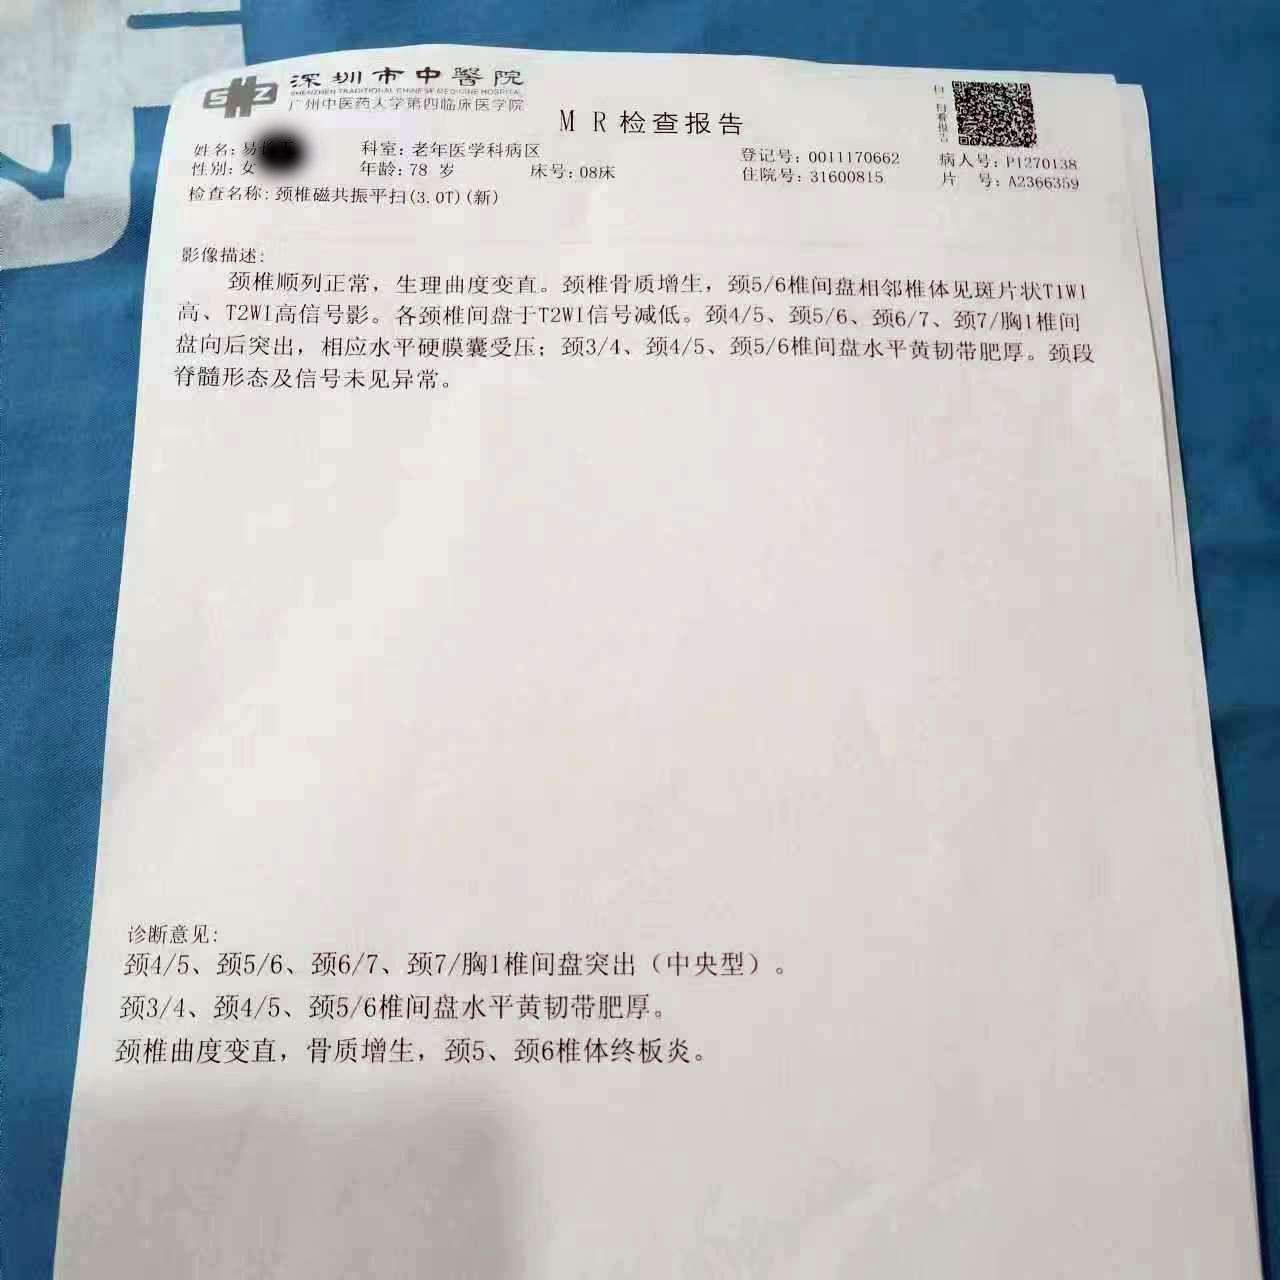 SZ
深圳市中醫院
SHENZHEN TRADITIONAL CHINESE MEDICINE HOSPITAL
广州中医药大学第四临床医学院
MR检查报告
扫一扫看报告
姓名:易
科室:老年医学科病区
登记号:0011170662
病人号:P1270138
性别:女
年龄:78 岁
床号:08床
住院号:31600815
片 号:A2366359
检查名称:颈椎磁共振平扫(3.0T)(新)
影像描述:
颈椎顺列正常，生理曲度变直。颈椎骨质增生，颈5/6椎间盘相邻椎体见斑片状T1WI
高、T2WI高信号影。各颈椎间盘于T2WI信号减低。颈4/5、颈5/6、颈6/7、颈7/胸1椎间
盘向后突出，相应水平硬膜囊受压；颈3/4、颈4/5、颈5/6椎间盘水平黄韧带肥厚。颈段
脊髓形态及信号未见异常。
诊断意见:
颈4/5、颈5/6、颈6/7、颈7/胸1椎间盘突出（中央型）。
颈3/4、颈4/5、颈5/6椎间盘水平黄韧带肥厚。
颈椎曲度变直，骨质增生，颈5、颈6椎体终板炎。